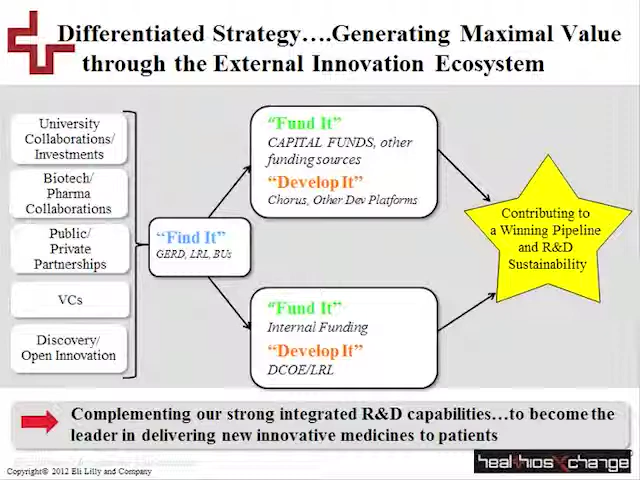 Differentiated Strategy….Generating Maximal Value
through the External Innovation Ecosystem
University
Collaborations/
Investments
Biotech/
Pharma
Collaborations
Public/
Private
Partnerships
VCs
Discovery/
Open Innovation
“Find It”
GERD, LRL, BUs
“Fund It”
CAPITAL FUNDS, other
funding sources
“Develop It”
Chorus, Other Dev Platforms
“Fund It”
Internal Funding
“Develop It”
DCOE/LRL
Contributing to
a Winning Pipeline
and R&D
Sustainability
Complementing our strong integrated R&D capabilities…to become the
leader in delivering new innovative medicines to patients
Copyright® 2012 Eli Lilly and Company
healthiosXchange